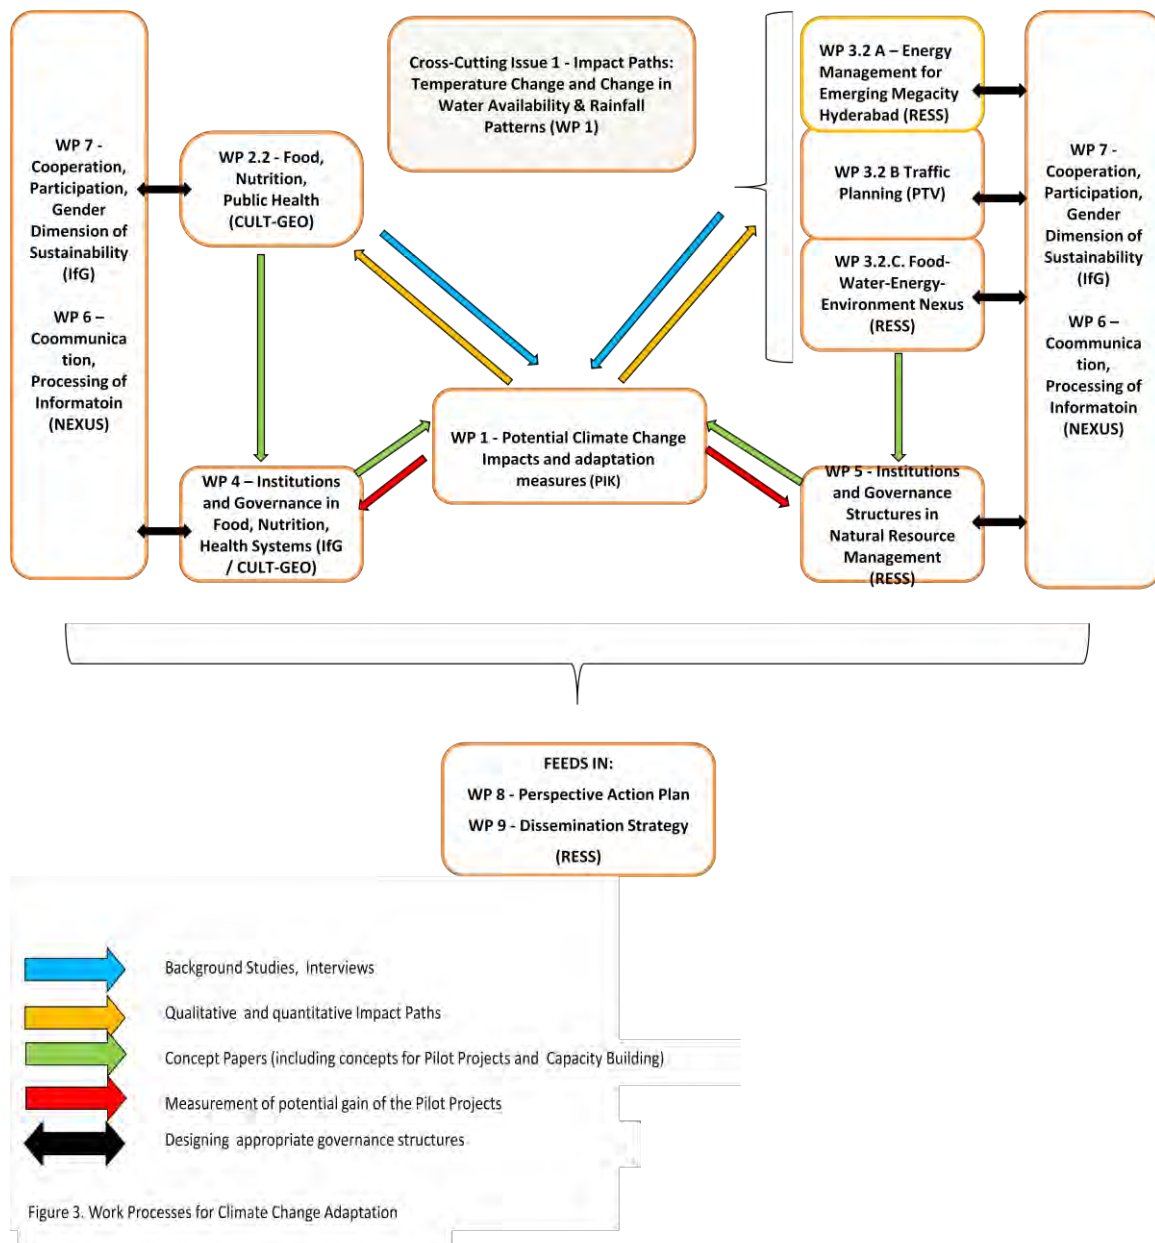 WP 7 -
Cooperation,
Participation,
Gender
Dimension of
Sustainability
(IfG)
WP 6 –
Coommunica
tion,
Processing of
Informatoin
(NEXUS)
WP 2.2 - Food,
Nutrition,
Public Health
(CULT-GEO)
Cross-Cutting Issue 1 - Impact Paths:
Temperature Change and Change in
Water Availability & Rainfall
Patterns (WP 1)
WP 3.2 A – Energy
Management for
Emerging Megacity
Hyderabad (RESS)
WP 3.2 B Traffic
Planning (PTV)
WP 3.2.C. Food-
Water-Energy-
Environment Nexus
(RESS)
WP 7 -
Cooperation,
Participation,
Gender
Dimension of
Sustainability
(IfG)
WP 6 –
Coommunica
tion,
Processing of
Informatoin
(NEXUS)
WP 1 - Potential Climate Change
Impacts and adaptation
measures (PIK)
WP 4 – Institutions
and Governance in
Food, Nutrition,
Health Systems (IfG
/ CULT-GEO)
WP 5 - Institutions
and Governance
Structures in
Natural Resource
Management
(RESS)
FEEDS IN:
WP 8 - Perspective Action Plan
WP 9 - Dissemination Strategy
(RESS)
Background Studies, Interviews
Qualitative and quantitative Impact Paths
Concept Papers (including concepts for Pilot Projects and Capacity Building)
Measurement of potential gain of the Pilot Projects
Designing appropriate governance structures
Figure 3. Work Processes for Climate Change Adaptation